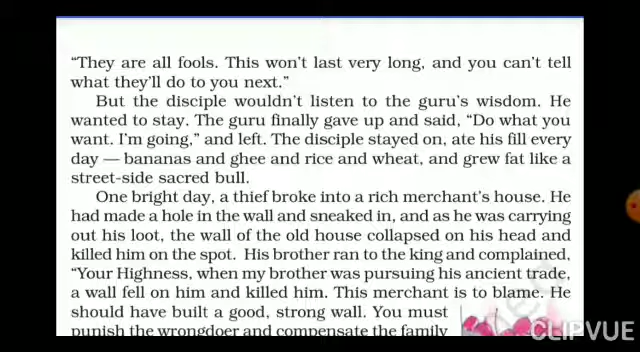 “They are all fools. This won’t last very long, and you can’t tell
what they’ll do to you next.”
But the disciple wouldn’t listen to the guru’s wisdom. He
wanted to stay. The guru finally gave up and said, “Do what you
want. I’m going,” and left. The disciple stayed on, ate his fill every
day — bananas and ghee and rice and wheat, and grew fat like a
street-side sacred bull.
One bright day, a thief broke into a rich merchant’s house. He
had made a hole in the wall and sneaked in, and as he was carrying
out his loot, the wall of the old house collapsed on his head and
killed him on the spot. His brother ran to the king and complained,
“Your Highness, when my brother was pursuing his ancient trade,
a wall fell on him and killed him. This merchant is to blame. He
should have built a good, strong wall. You must
punish the wrongdoer and compensate the family
CLIPVUE